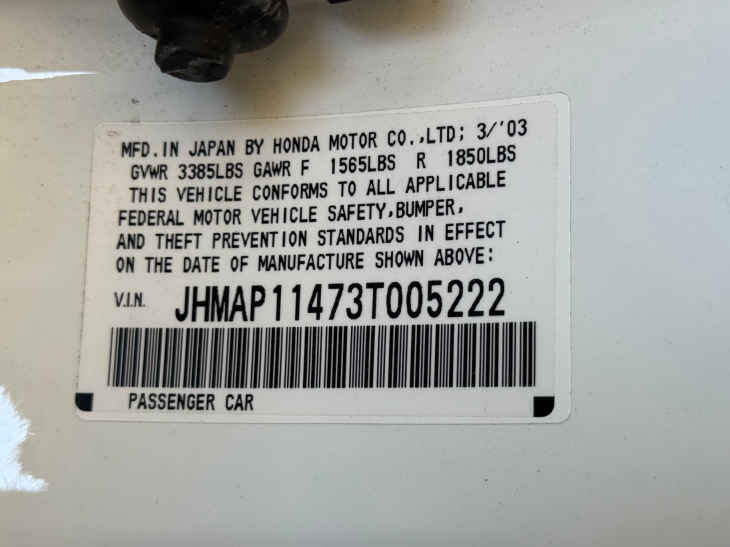 MFD.IN JAPAN BY HONDA MOTOR CO.,LTD; 3/'03
GVWR 3385LBS GAWR F 1565LBS R 1850LBS
THIS VEHICLE CONFORMS TO ALL APPLICABLE
FEDERAL MOTOR VEHICLE SAFETY,BUMPER,
AND THEFT PREVENTION STANDARDS IN EFFECT
ON THE DATE OF MANUFACTURE SHOWN ABOVE:
V.I.N. JHMAP11473T005222
PASSENGER CAR